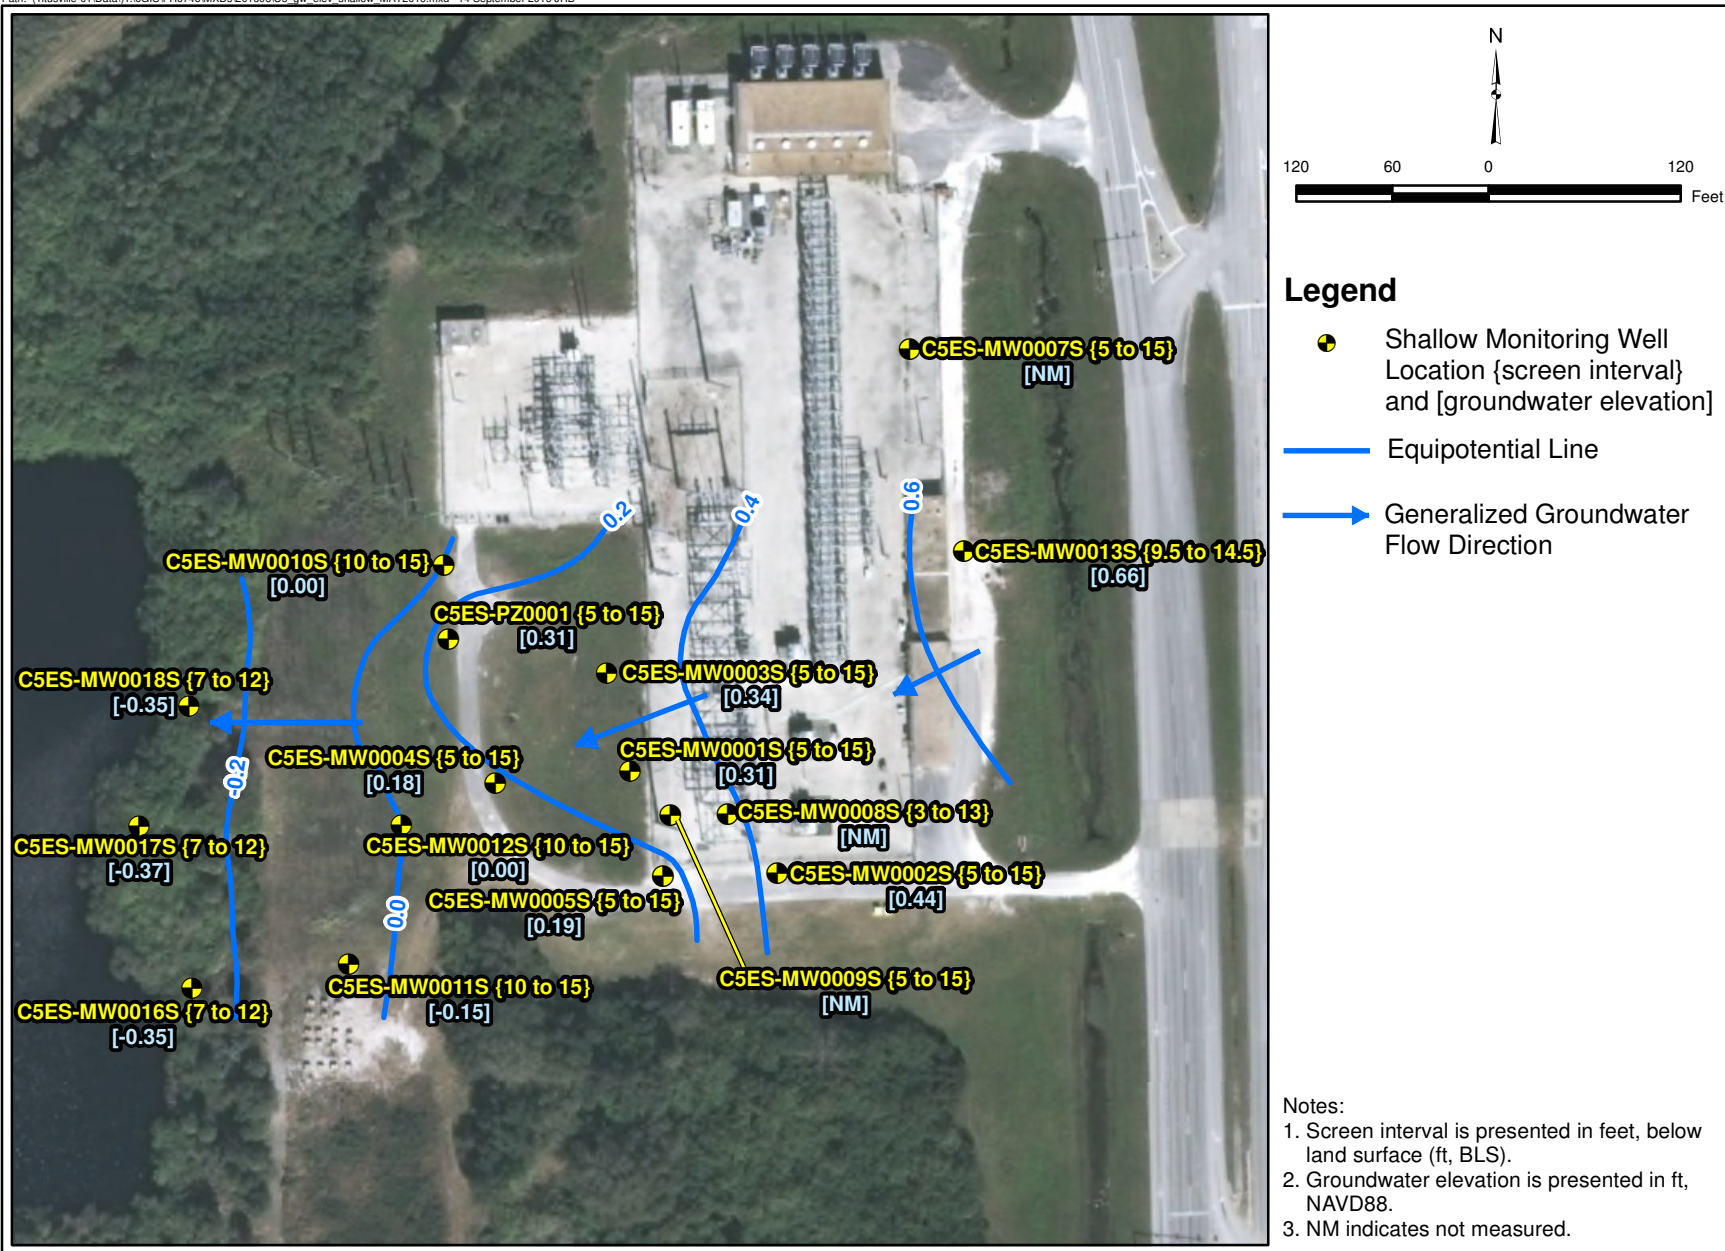 N
120 60 0 120
Feet
Legend
Shallow Monitoring Well
Location {screen interval}
and [groundwater elevation]
Equipotential Line
Generalized Groundwater
Flow Direction
C5ES-MW0007S {5 to 15}
[NM]
0.2
0.4
0.6
C5ES-MW0013S {9.5 to 14.5}
[0.66]
C5ES-MW0010S {10 to 15}
[0.00]
C5ES-PZ0001 {5 to 15}
[0.31]
C5ES-MW0003S {5 to 15}
[0.34]
C5ES-MW0018S {7 to 12}
[-0.35]
C5ES-MW0001S {5 to 15}
[0.31]
C5ES-MW0004S {5 to 15}
[0.18]
-0.2
C5ES-MW0008S {3 to 13}
[NM]
C5ES-MW0017S {7 to 12}
[-0.37]
C5ES-MW0012S {10 to 15}
[0.00]
C5ES-MW0002S {5 to 15}
[0.44]
C5ES-MW0005S {5 to 15}
[0.19]
0.0
C5ES-MW0009S {5 to 15}
[NM]
C5ES-MW0011S {10 to 15}
[-0.15]
C5ES-MW0016S {7 to 12}
[-0.35]
Notes:
1. Screen interval is presented in feet, below
land surface (ft, BLS).
2. Groundwater elevation is presented in ft,
NAVD88.
3. NM indicates not measured.